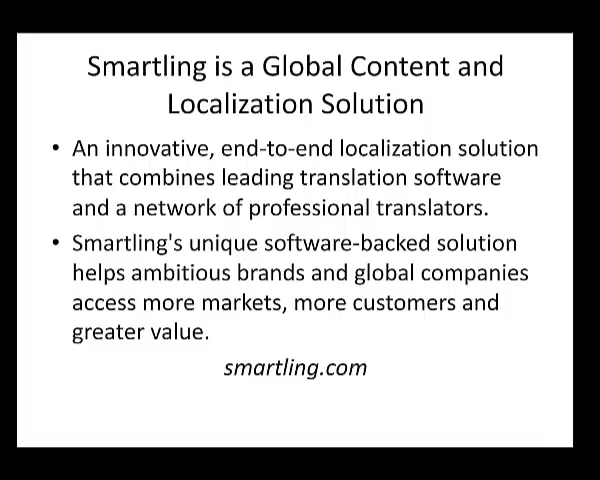 Smartling is a Global Content and
Localization Solution
• An innovative, end-to-end localization solution
that combines leading translation software
and a network of professional translators.
• Smartling's unique software-backed solution
helps ambitious brands and global companies
access more markets, more customers and
greater value.
smartling.com